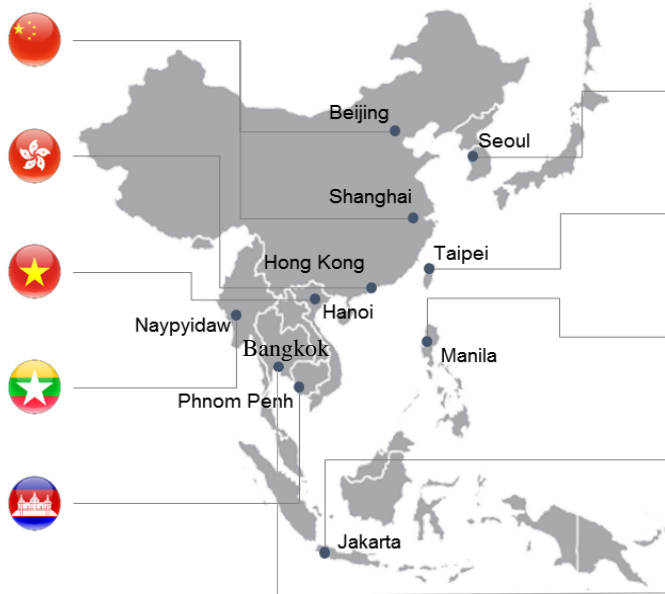 Beijing
Seoul
Shanghai
Taipei
Hong Kong
Hanoi
Naypyidaw
Bangkok
Manila
Phnom Penh
Jakarta